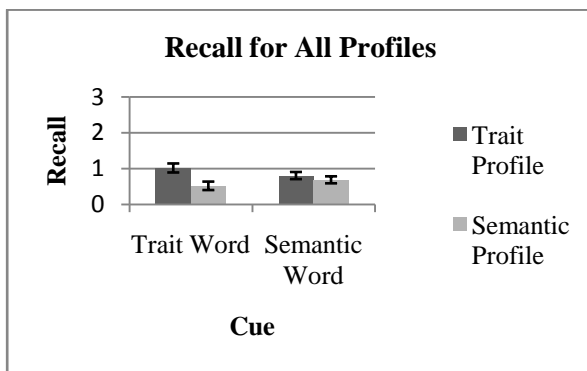 Recall for All Profiles
3
2
1
0
Recall
Trait Word
Semantic
Word
Cue
Trait
Profile
Semantic
Profile